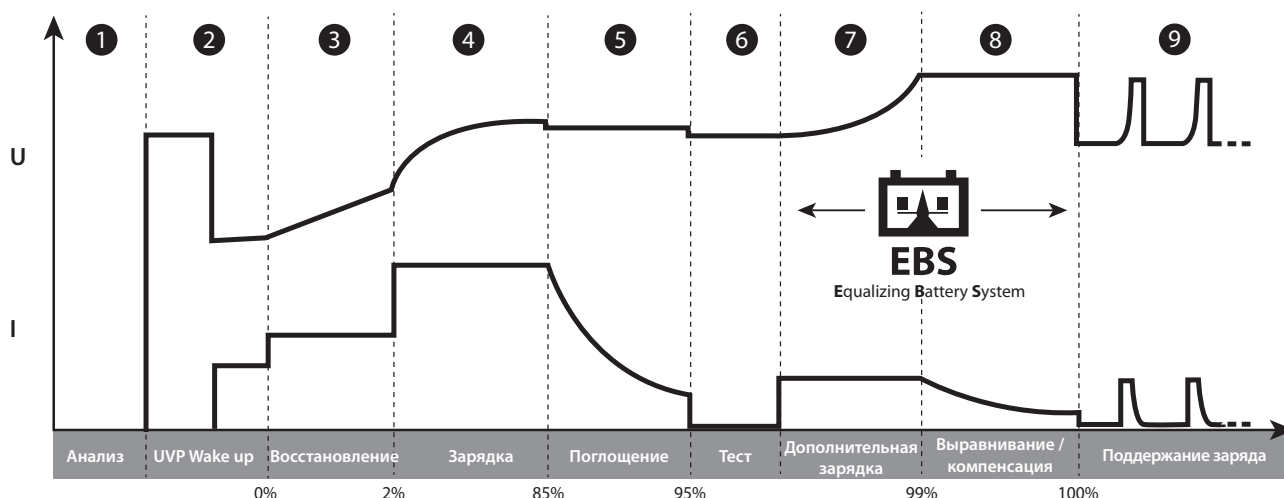 1 2 3 4 5 6 7 8 9
U
EBS
Equalizing Battery System
I
Анализ UVP Wake up Восстановление Зарядка Поглощение Тест Дополнительная зарядка Выравнивание / компенсация Поддержание заряда
0% 2% 85% 95% 99% 100%